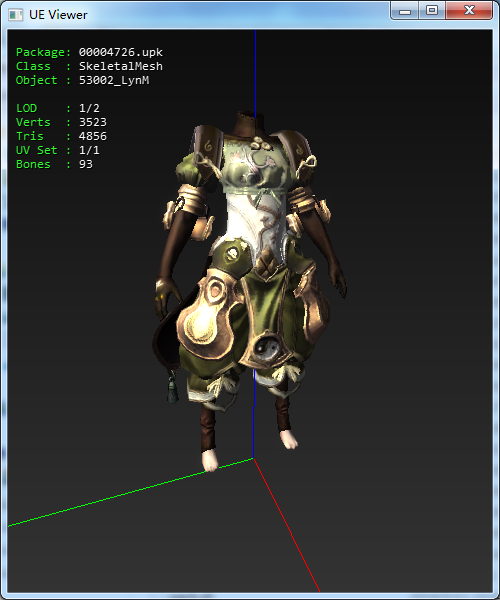 UE Viewer
Package: 00004726.upk
Class : SkeletalMesh
Object : 53002_LynM
LOD : 1/2
Verts : 3523
Tris : 4856
UV Set : 1/1
Bones : 93